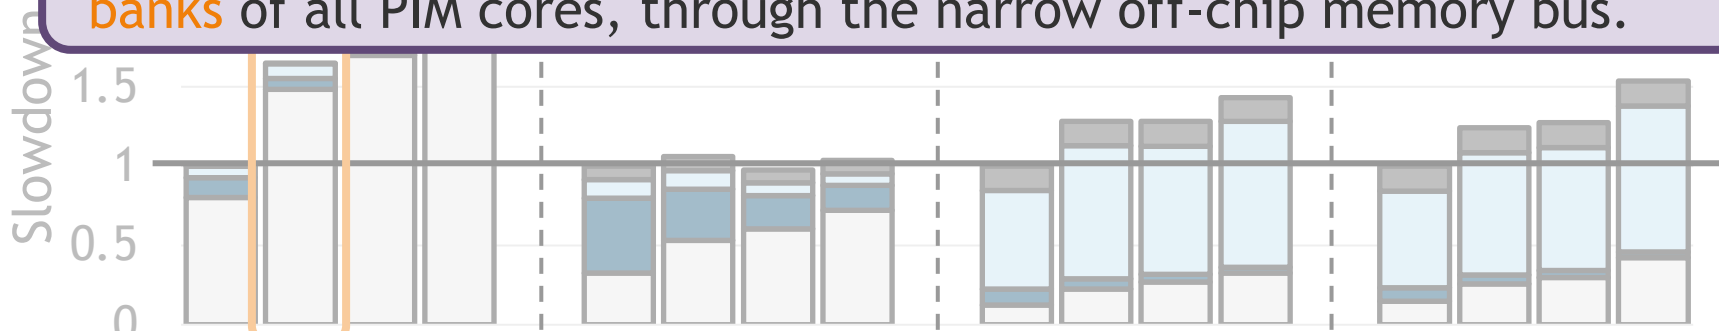 banks of all PIM cores, through the narrow off-chip memory bus.
Slowdown
1.5
1
0.5
0